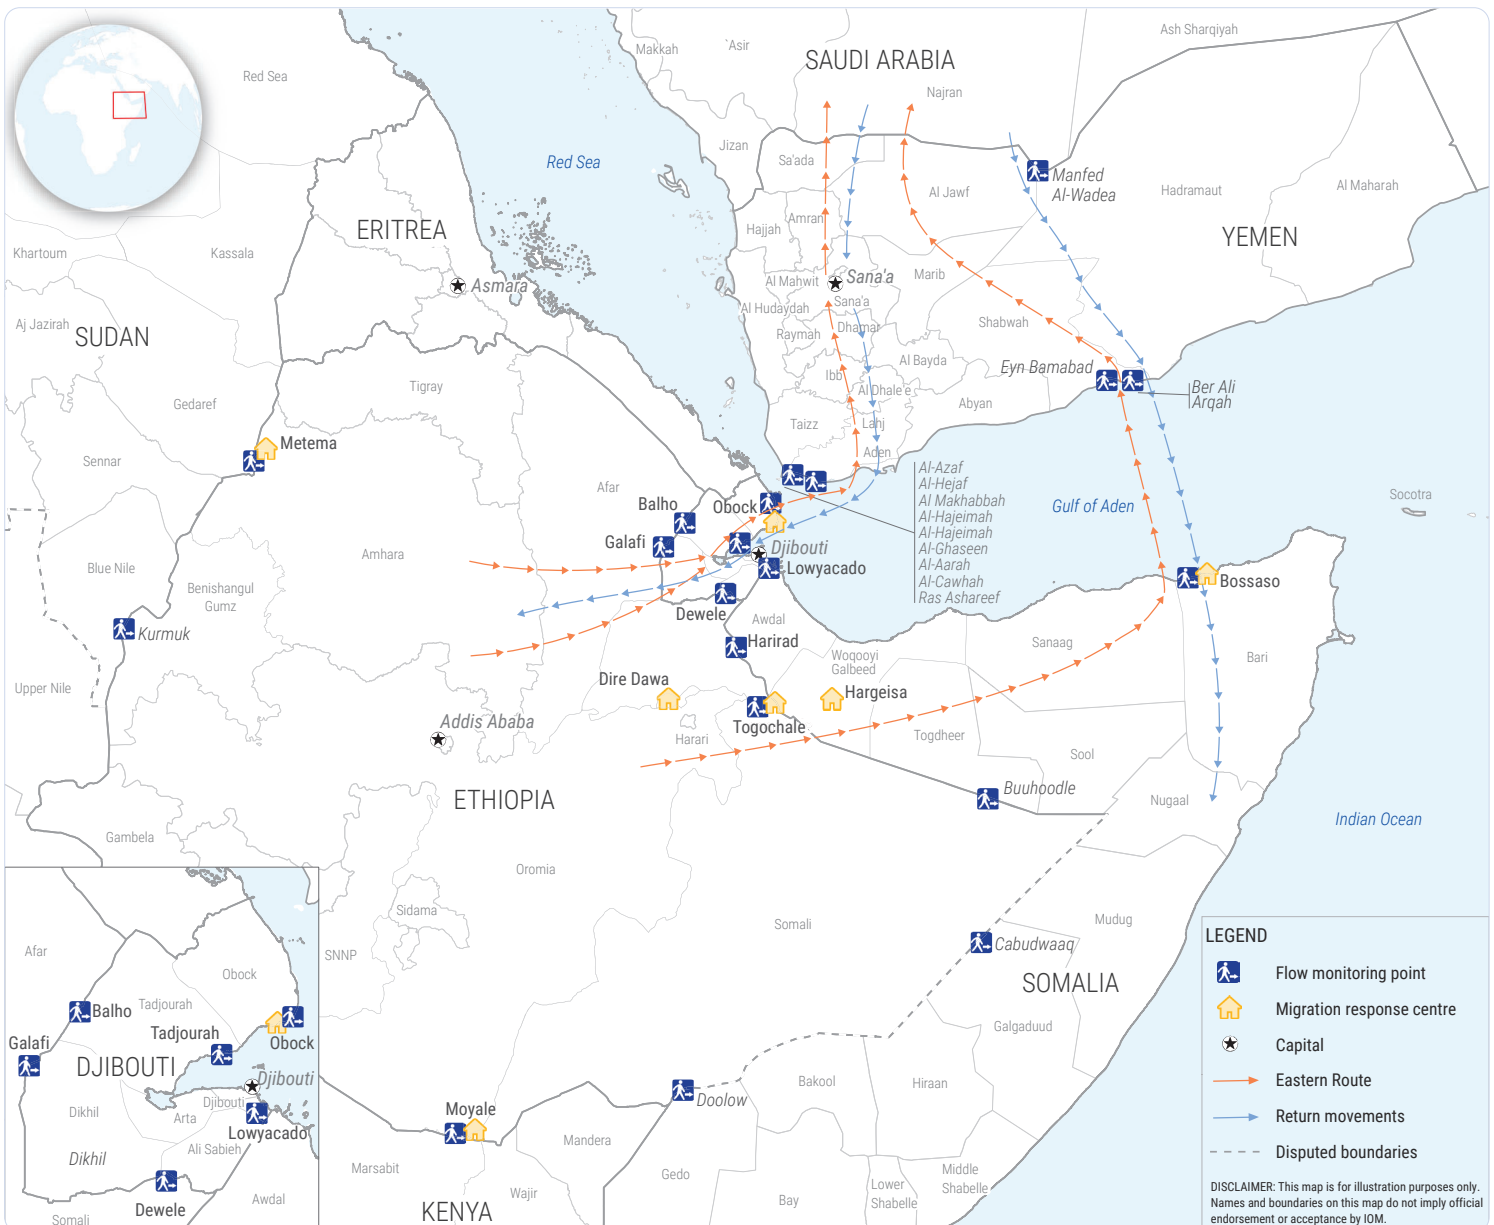 Ash Sharqiyah
Makkah
'Asir
SAUDI ARABIA
Red Sea
Najran
Jizan
Sa'ada
Red Sea
Manfed
Al-Wadea
Al Jawf
Hadramaut
Al Maharah
Amran
Hajjah
ERITREA
YEMEN
Khartoum
Kassala
Asmara
Al Mahwit
Sana'a
Marib
Sana'a
Al Hudaydah
Aj Jazirah
SUDAN
Raymah
Dhamar
Shabwah
Al Bayda
Eyn Bamabad
Ibb
Tigray
Al Dhale'e
Ber Ali
Arqah
Gedaref
Abyan
Taizz
Lahj
Metema
Aden
Sennar
Al-Azaf
Al-Hejaf
Al Makhabbah
Al-Hajeimah
Al-Hajeimah
Al-Ghaseen
Al-Aarah
Al-Cawhah
Ras Ashareef
Afar
Balho
Obock
Gulf of Aden
Socotra
Galafi
Djibouti
Lowyacado
Amhara
Blue Nile
Benishangul
Gumz
Bossaso
Dewele
Awdal
Kurmuk
Harirad
Sanaag
Woqooyi
Galbeed
Bari
Upper Nile
Dire Dawa
Hargeisa
Addis Ababa
Togochale
Harari
Togdheer
Sool
Buuhoodle
ETHIOPIA
Nugaal
Indian Ocean
Gambela
Oromia
Sidama
Somali
Mudug
SNNP
Cabudwaaq
SOMALIA
Galgaduud
Bakool
Hiraan
Doolow
Moyale
Mandera
Marsabit
Gedo
Wajir
Bay
Lower
Shabelle
Middle
Shabelle
KENYA
Afar
Obock
Tadjourah
Balho
Tadjourah
Galafi
Obock
DJIBOUTI
Djibouti
Djibouti
Dikhil
Arta
Lowyacado
Ali Sabieh
Dikhil
Dewele
Awdal
Somali
LEGEND
Flow monitoring point
Migration response centre
Capital
Eastern Route
Return movements
Disputed boundaries
DISCLAIMER: This map is for illustration purposes only.
Names and boundaries on this map do not imply official
endorsement or acceptance by IOM.